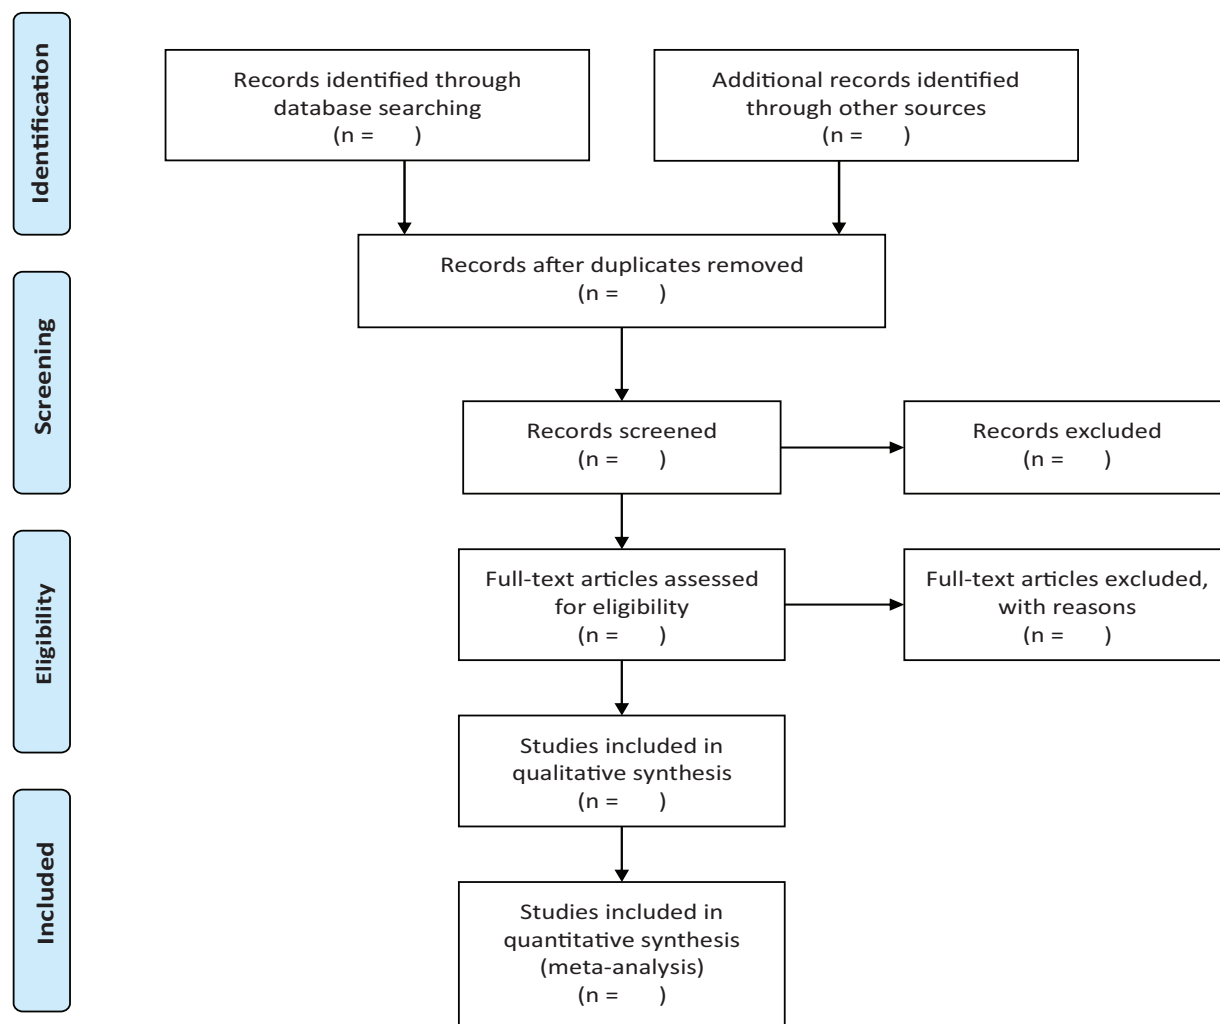 Identification
Records identified through
database searching
(n =      )
Additional records identified
through other sources
(n =      )
Records after duplicates removed
(n =      )
Screening
Records screened
(n =      )
Records excluded
(n =      )
Eligibility
Full-text articles assessed
for eligibility
(n =      )
Full-text articles excluded,
with reasons
(n =      )
Studies included in
qualitative synthesis
(n =      )
Included
Studies included in
quantitative synthesis
(meta-analysis)
(n =      )